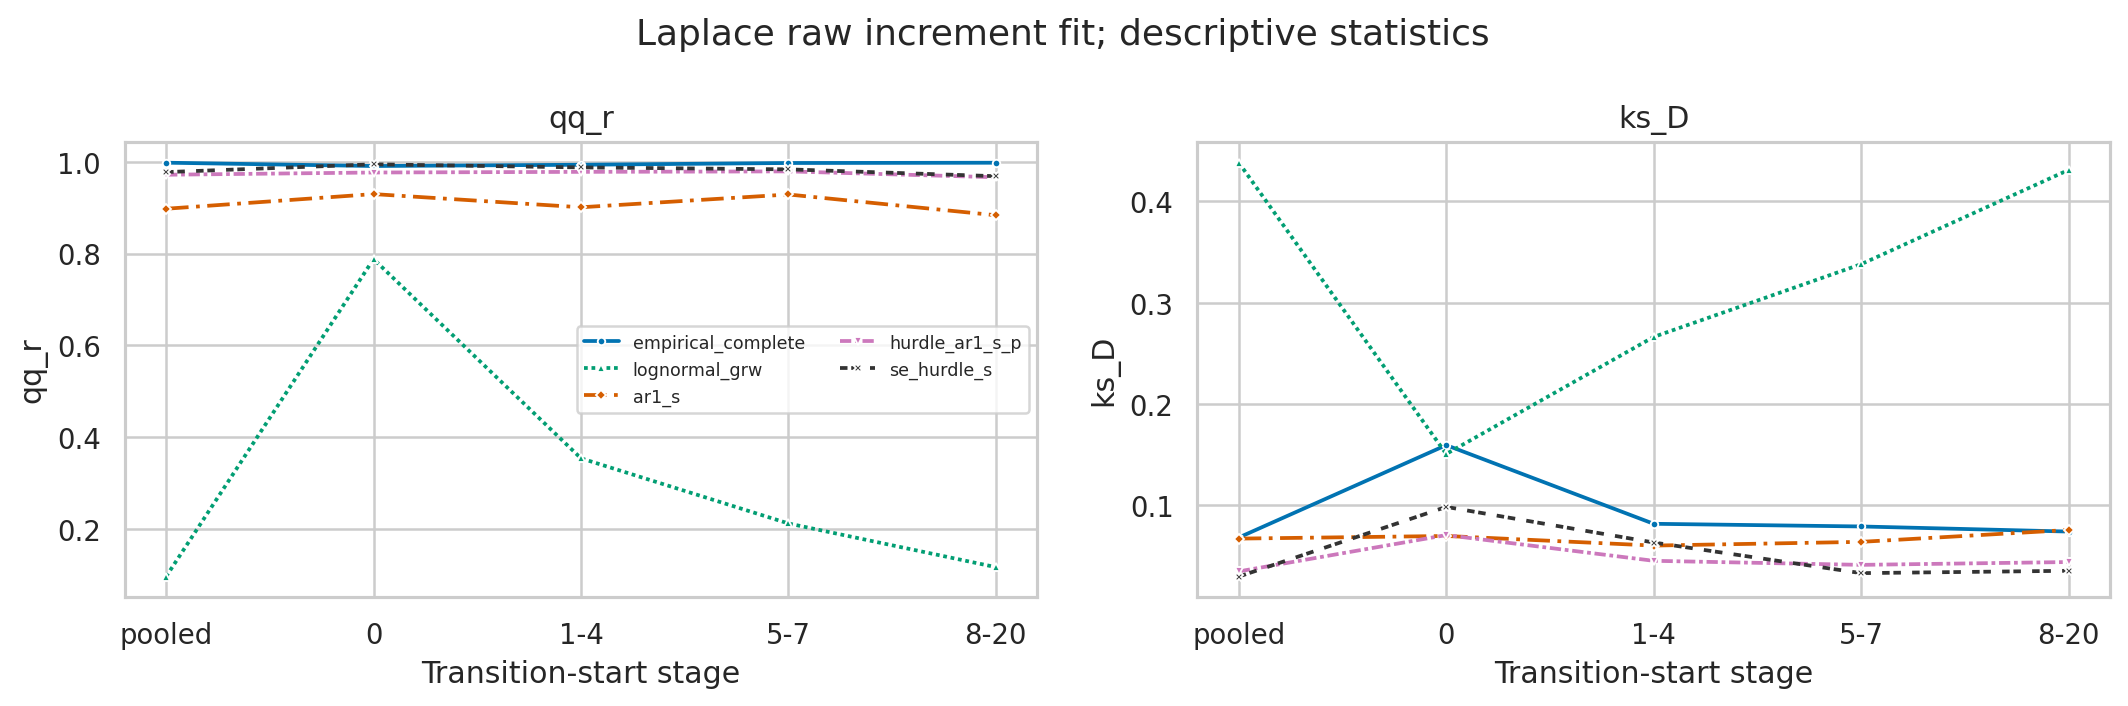 Laplace raw increment fit; descriptive statistics
qq_r
qq_r
1.0
0.8
0.6
0.4
0.2
empirical_complete
lognormal_grw
ar1_s
hurdle_ar1_s_p
se_hurdle_s
pooled 0 1-4 5-7 8-20
Transition-start stage
ks_D
ks_D
0.4
0.3
0.2
0.1
pooled 0 1-4 5-7 8-20
Transition-start stage